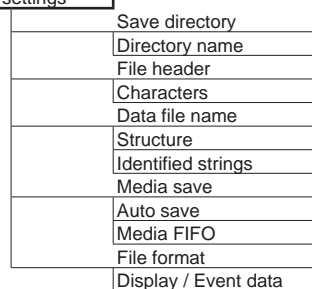 settings
Save directory
Directory name
File header
Characters
Data file name
Structure
Identified strings
Media save
Auto save
Media FIFO
File format
Display / Event data